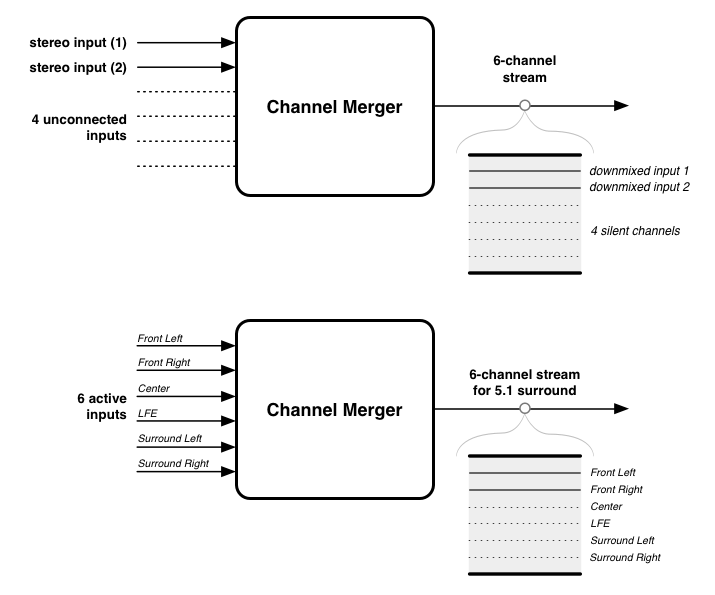 stereo input (1)
stereo input (2)
4 unconnected
inputs
Channel Merger
6-channel
stream
downmixed input 1
downmixed input 2
4 silent channels
6 active
inputs
Front Left
Front Right
Center
LFE
Surround Left
Surround Right
Channel Merger
6-channel stream
for 5.1 surround
Front Left
Front Right
Center
LFE
Surround Left
Surround Right